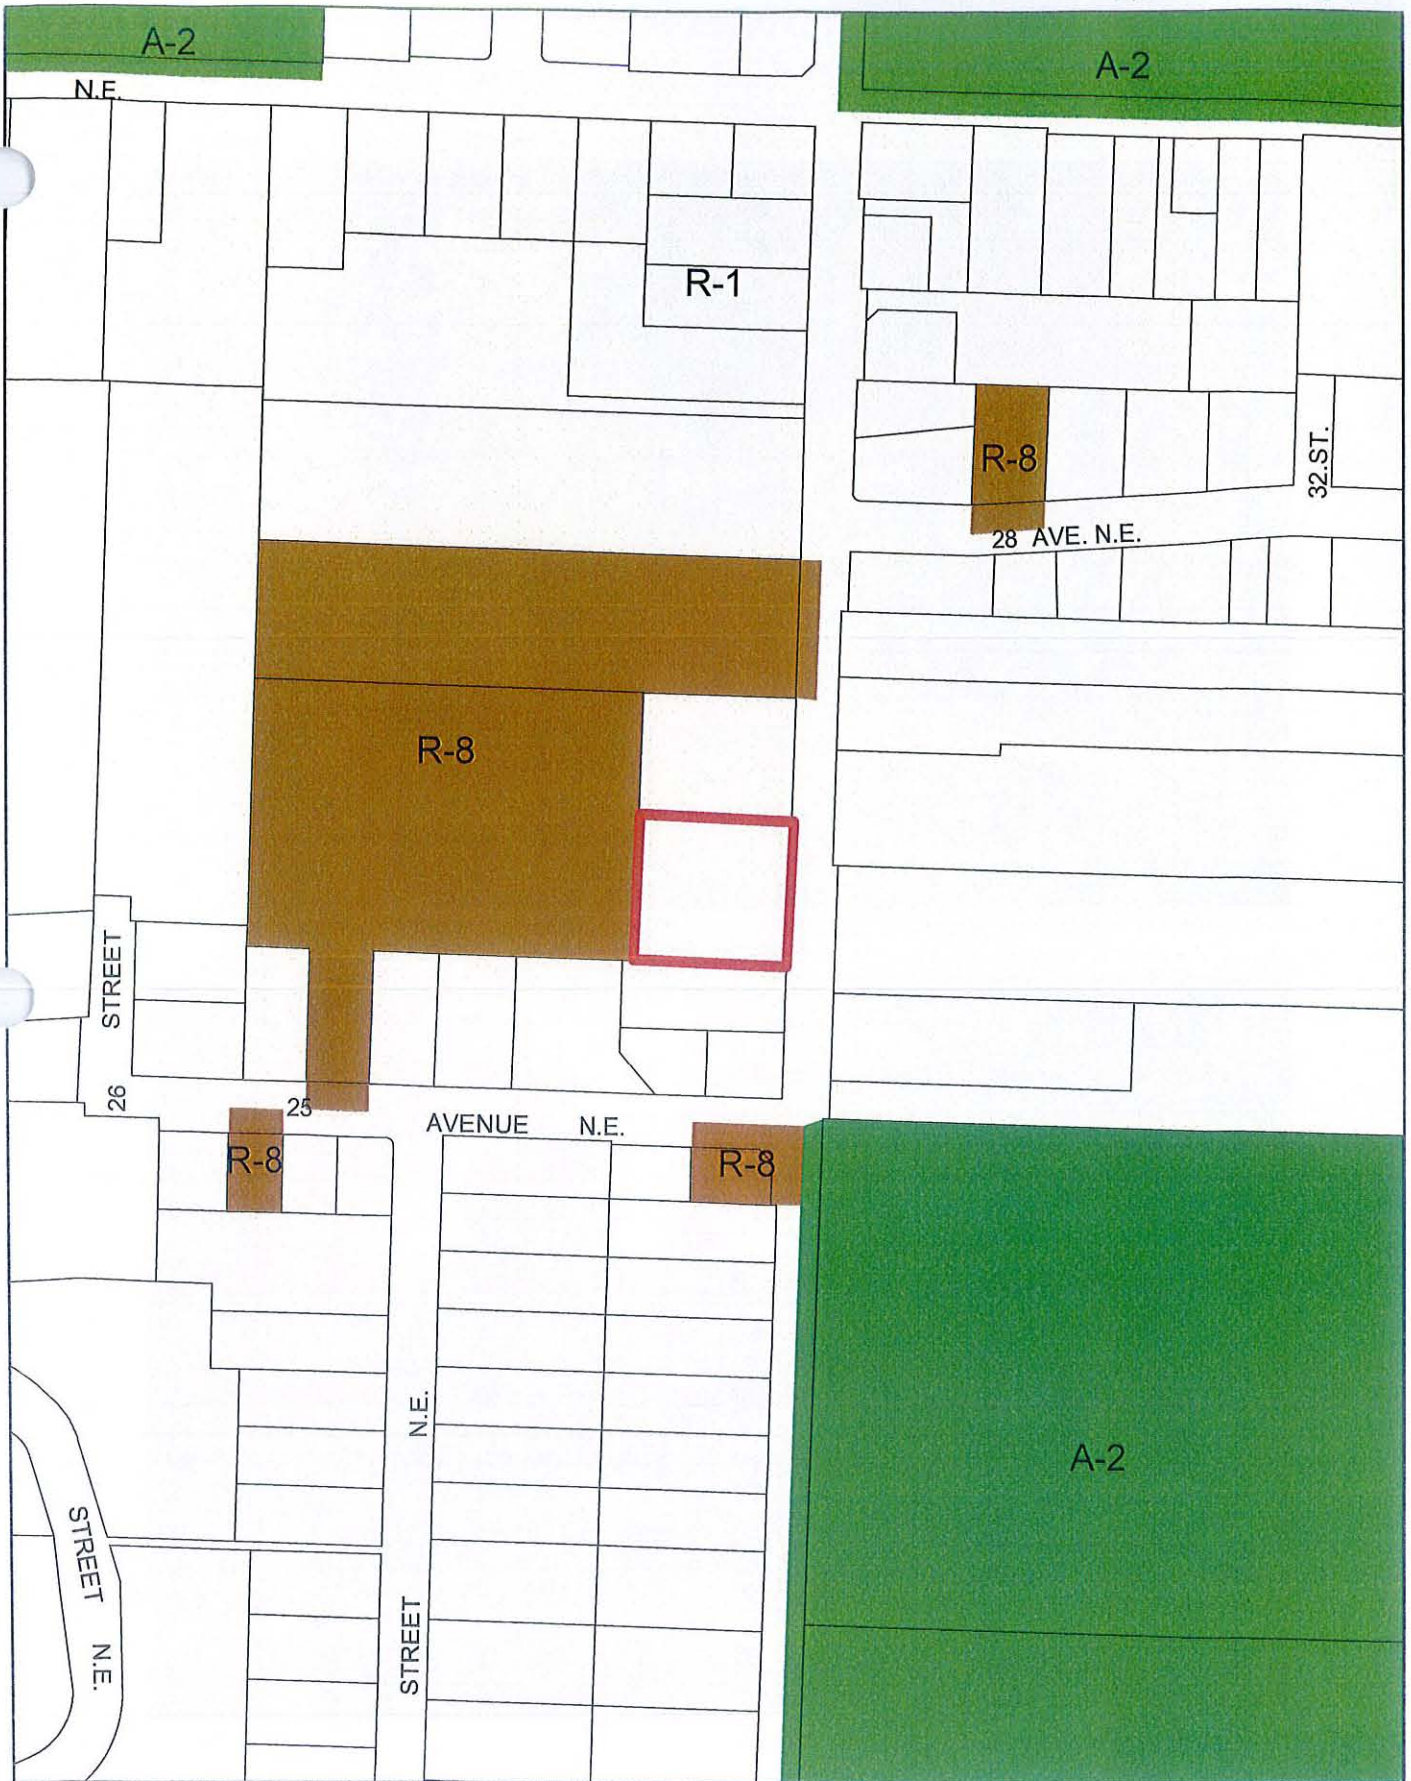 A-2
A-2
N.E.
R-1
R-8
32.ST.
28 AVE. N.E.
R-8
STREET
26
25
AVENUE N.E.
R-8
R-8
N.E.
A-2
STREET
N.E.
STREET